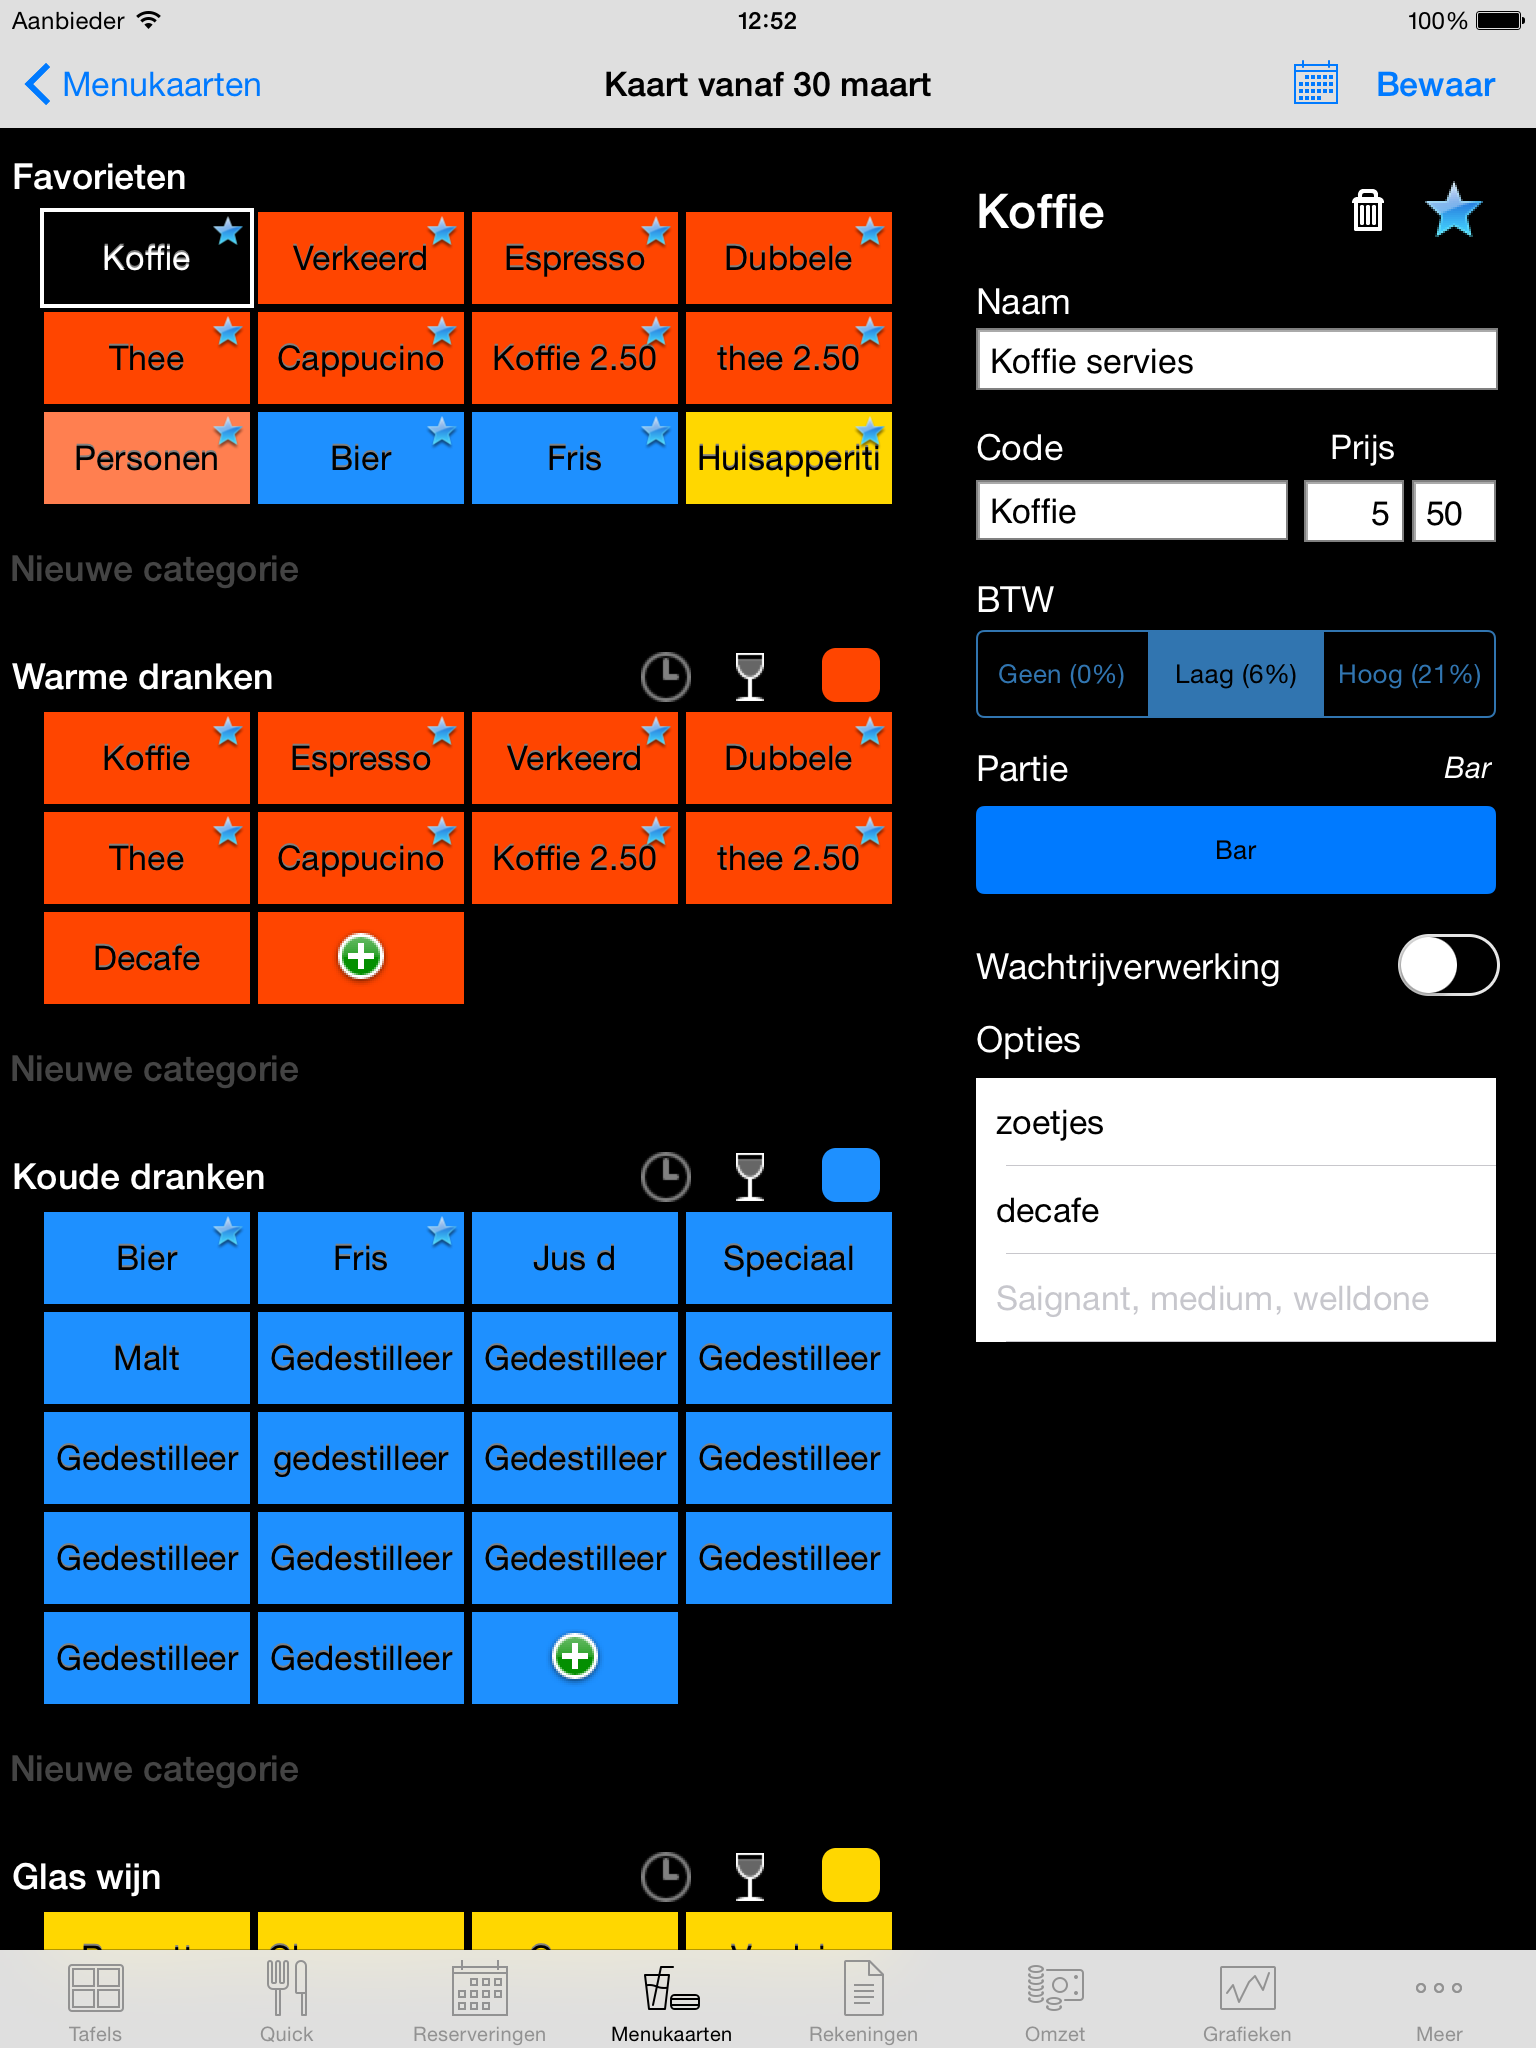 Aanbieder 12:52 100%
Menukaarten Kaart vanaf 30 maart Bewaar
Favorieten
Koffie Verkeerd Espresso Dubbele
Thee Cappucino Koffie 2.50 thee 2.50
Personen Bier Fris Huisapperiti
Nieuwe categorie
Warme dranken
Koffie Espresso Verkeerd Dubbele
Thee Cappucino Koffie 2.50 thee 2.50
Decafe
Nieuwe categorie
Koude dranken
Bier Fris Jus d Speciaal
Malt Gedestilleer Gedestilleer Gedestilleer
Gedestilleer gedestilleer Gedestilleer Gedestilleer
Gedestilleer Gedestilleer Gedestilleer Gedestilleer
Gedestilleer Gedestilleer
Nieuwe categorie
Glas wijn
Koffie
Naam
Koffie servies
Code Prijs
Koffie 5 50
BTW
Geen (0%) Laag (6%) Hoog (21%)
Partie Bar
Bar
Wachtrijverwerking
Opties
zoetjes
decafe
Saignant, medium, welldone
Tafels Quick Reserveringen Menukaarten Rekeningen Omzet Grafieken Meer